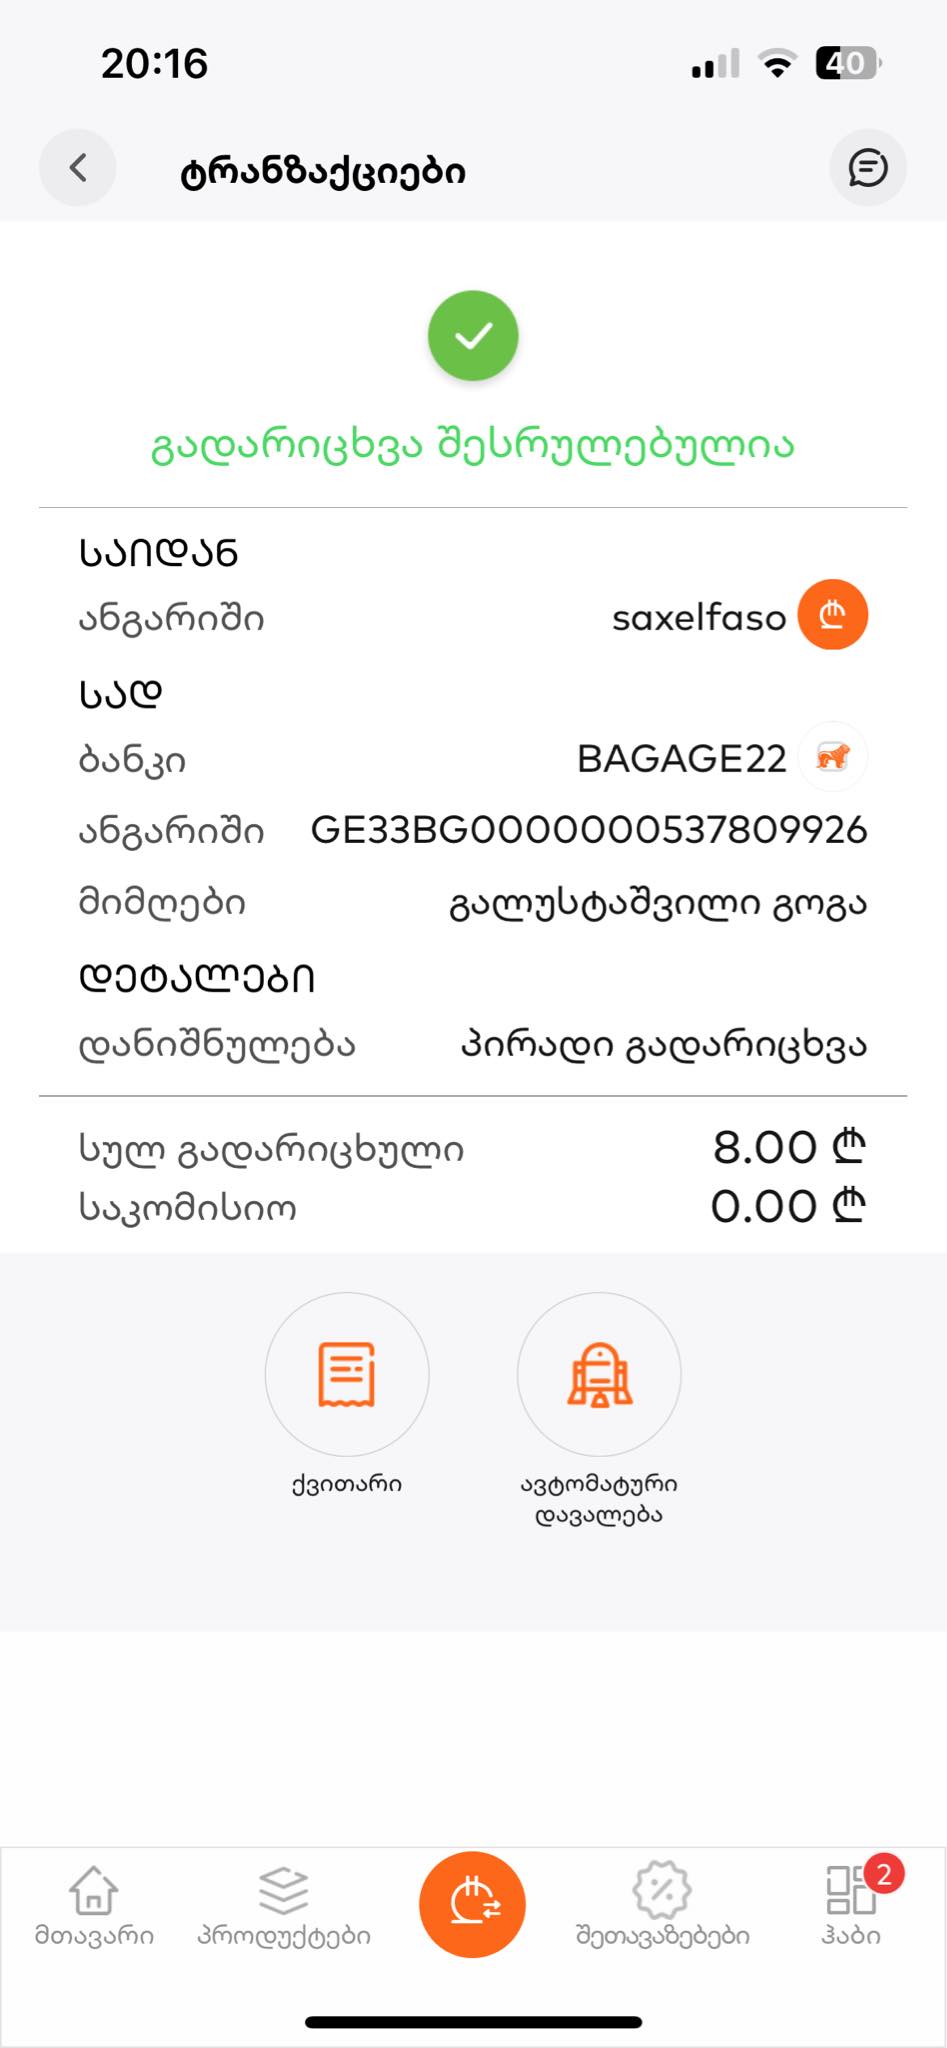 20:16
40
ტრანზაქციები
გადარიცხვა შესრულებულია
საიდან
ანგარიში saxelfaso ₾
სად
ბანკი BAGAGE22
ანგარიში GE33BG0000000537809926
მიმღები გალუსტაშვილი გოგა
დეტალები
დანიშნულება პირადი გადარიცხვა
სულ გადარიცხული 8.00 ₾
საკომისიო 0.00 ₾
ქვითარი ავტომატური
დავალება
2
მთავარი პროდუქტები ₾ შეთავაზებები ჰაბი